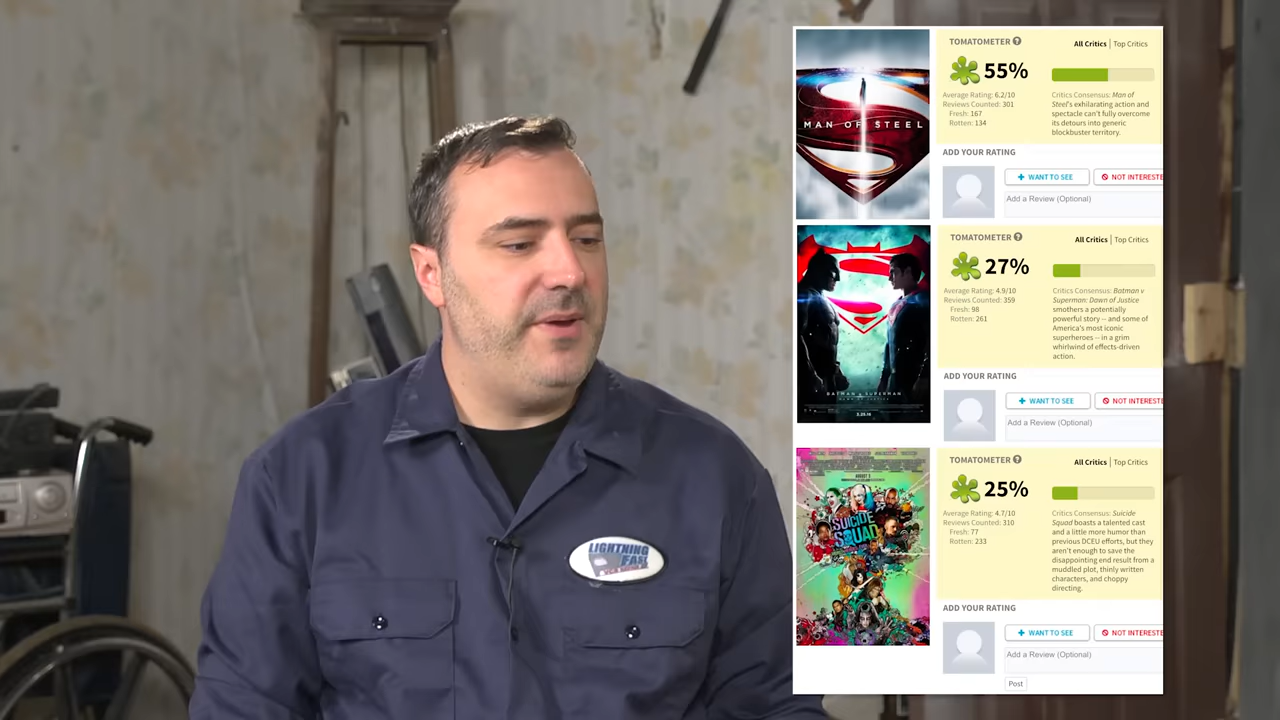 TOMATOMETER
All Critics | Top Critics
55%
Average Rating: 6.2/10
Reviews Counted: 301
Fresh: 167
Rotten: 134
Critics Consensus: Man of
Steel's exhilarating action and
spectacle can't fully overcome
its detours into generic
blockbuster territory.
MAN OF STEEL
ADD YOUR RATING
+ WANT TO SEE
NOT INTERESTE
Add a Review (Optional)
TOMATOMETER
All Critics | Top Critics
27%
Average Rating: 4.9/10
Reviews Counted: 359
Fresh: 98
Rotten: 261
Critics Consensus: Batman v
Superman: Dawn of Justice
smothers a potentially
powerful story -- and some of
America's most iconic
superheroes -- in a grim
whirlwind of effects-driven
action.
BATMAN v SUPERMAN
DAWN OF JUSTICE
3.25.16
ADD YOUR RATING
+ WANT TO SEE
NOT INTERESTE
Add a Review (Optional)
TOMATOMETER
All Critics | Top Critics
25%
Average Rating: 4.7/10
Reviews Counted: 310
Fresh: 77
Rotten: 233
Critics Consensus: Suicide
Squad boasts a talented cast
and a little more humor than
previous DCEU efforts, but they
aren't enough to save the
disappointing end result from a
muddled plot, thinly written
characters, and choppy
directing.
SUICIDE
SQUAD
ADD YOUR RATING
+ WANT TO SEE
NOT INTERESTE
Add a Review (Optional)
Post
LIGHTNING
FAST